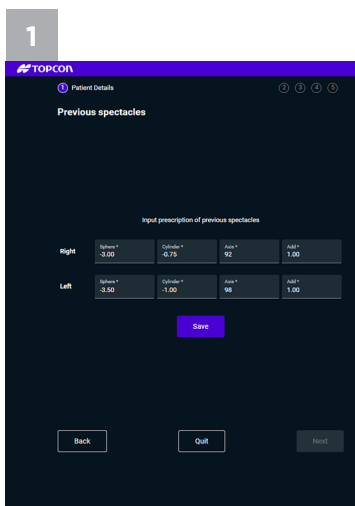 1
TOPCON
1 Patient Details 2 3 4 5
Previous spectacles
Input prescription of previous spectacles
Sphere * Cylinder * Axis * Add *
Right -3.00 -0.75 92 1.00
Sphere * Cylinder * Axis * Add *
Left -3.50 -1.00 98 1.00
Save
Back Quit Next